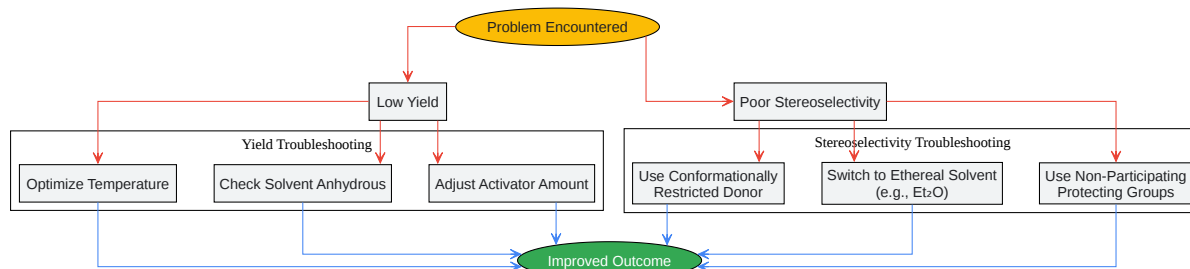 Problem Encountered
Low Yield
Poor Stereoselectivity
Yield Troubleshooting
Stereoselectivity Troubleshooting
Optimize Temperature
Check Solvent Anhydrous
Adjust Activator Amount
Use Conformationally
Restricted Donor
Switch to Ethereal Solvent
(e.g., Et₂O)
Use Non-Participating
Protecting Groups
Improved Outcome